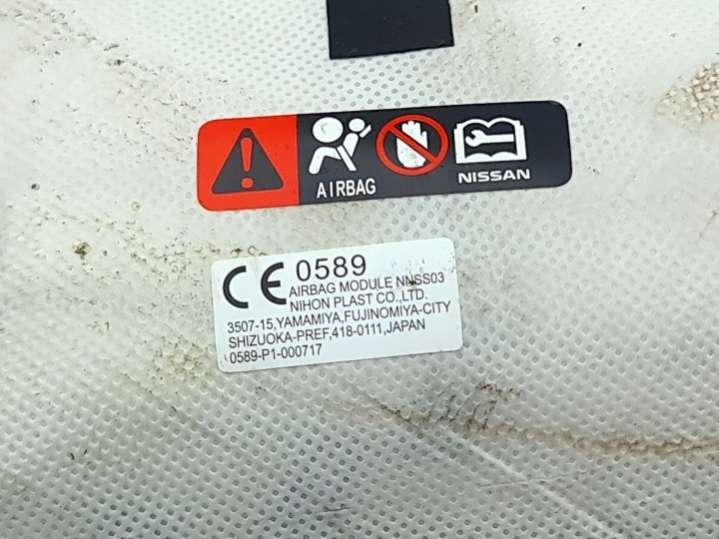 AIRBAG
NISSAN
CE 0589
AIRBAG MODULE NNSS03
NIHON PLAST CO.,LTD.
3507-15,YAMAMIYA,FUJINOMIYA-CITY
SHIZUOKA-PREF,418-0111,JAPAN
0589-P1-000717